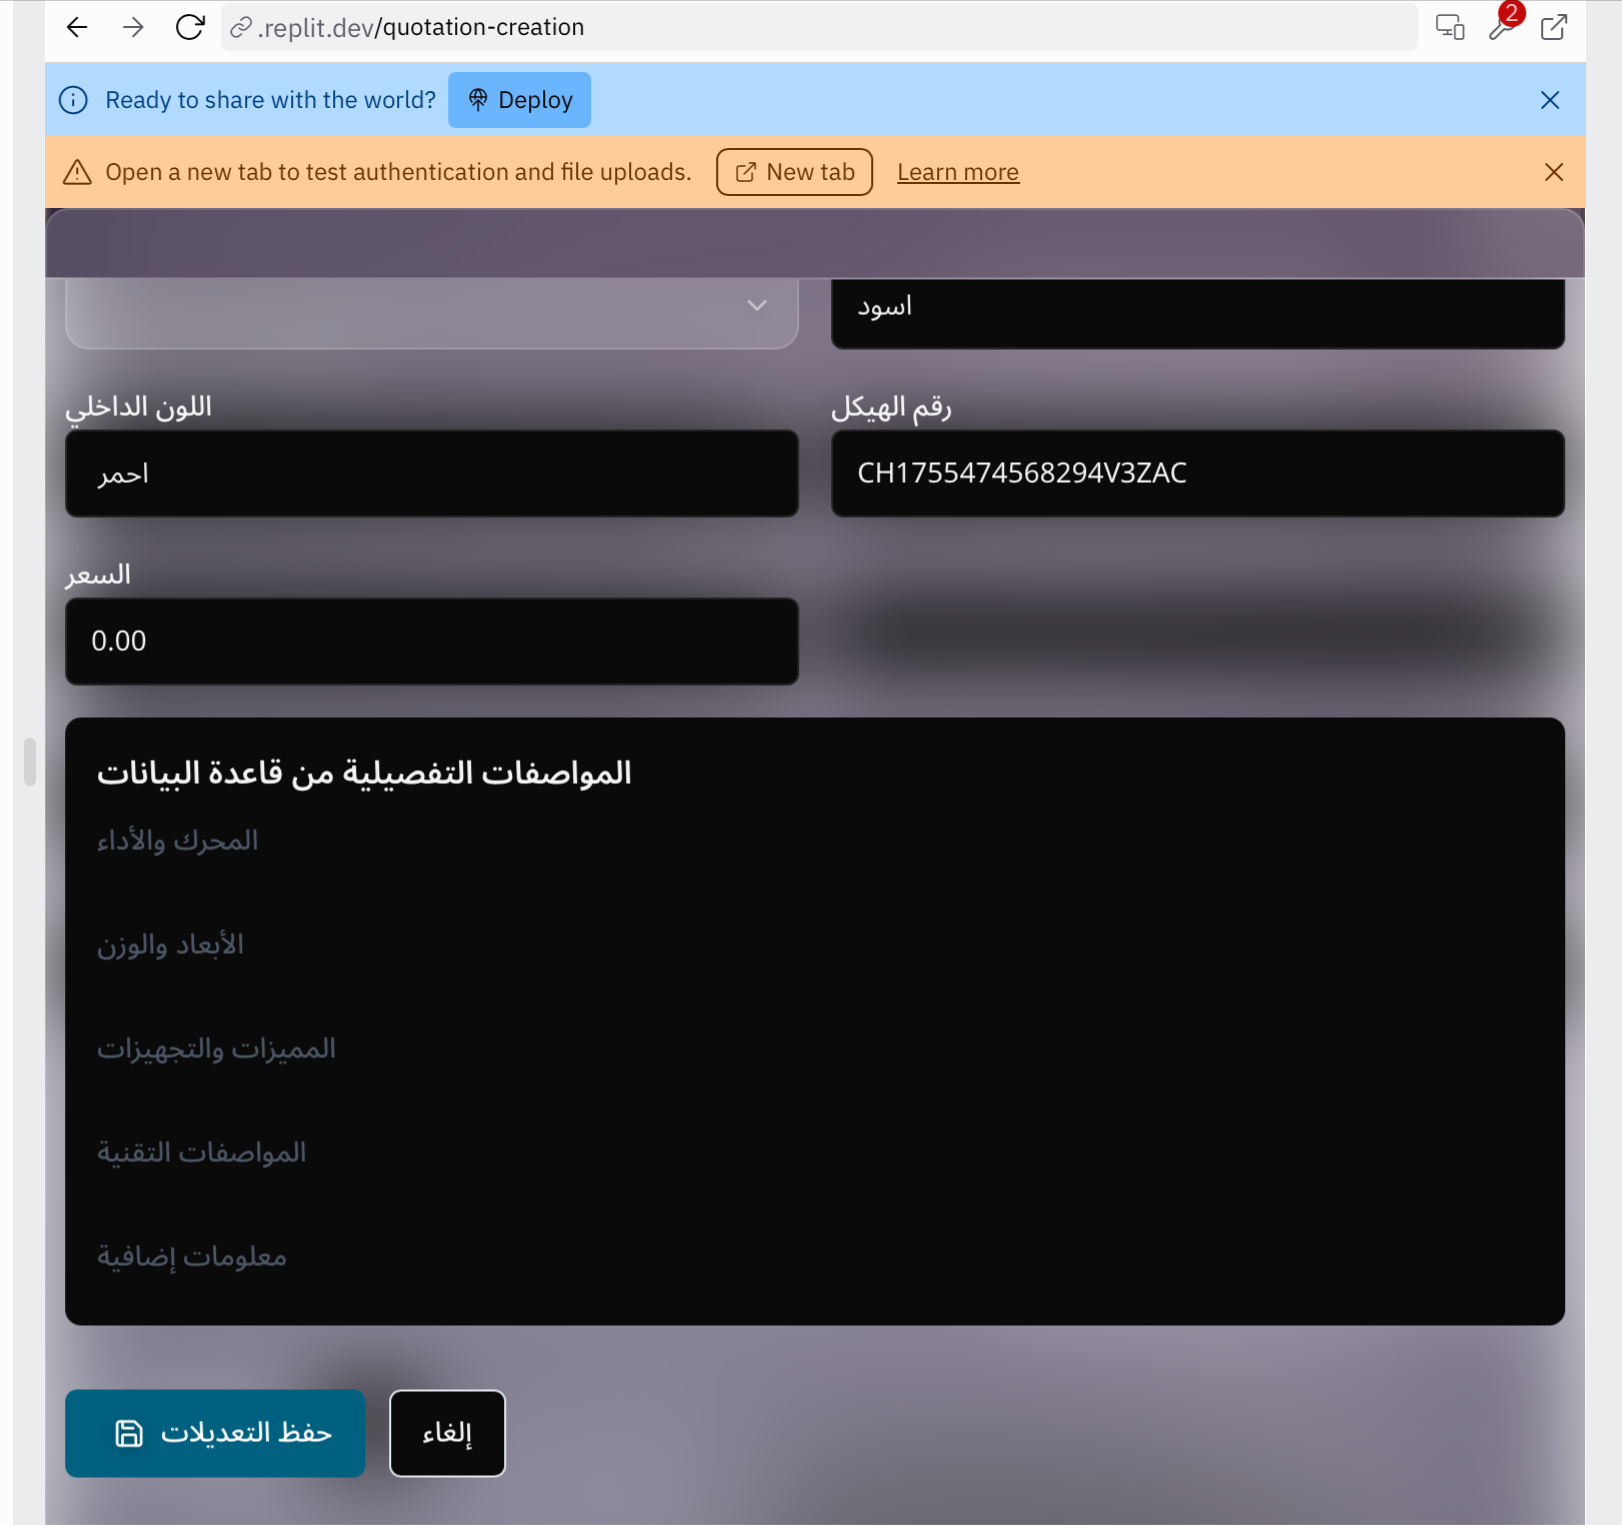 .replit.dev/quotation-creation
2
Ready to share with the world? Deploy
Open a new tab to test authentication and file uploads. New tab Learn more
اسود
اللون الداخلي
رقم الهيكل
احمر
CH1755474568294V3ZAC
السعر
0.00
المواصفات التفصيلية من قاعدة البيانات
المحرك والأداء
الأبعاد والوزن
المميزات والتجهيزات
المواصفات التقنية
معلومات إضافية
حفظ التعديلات
إلغاء